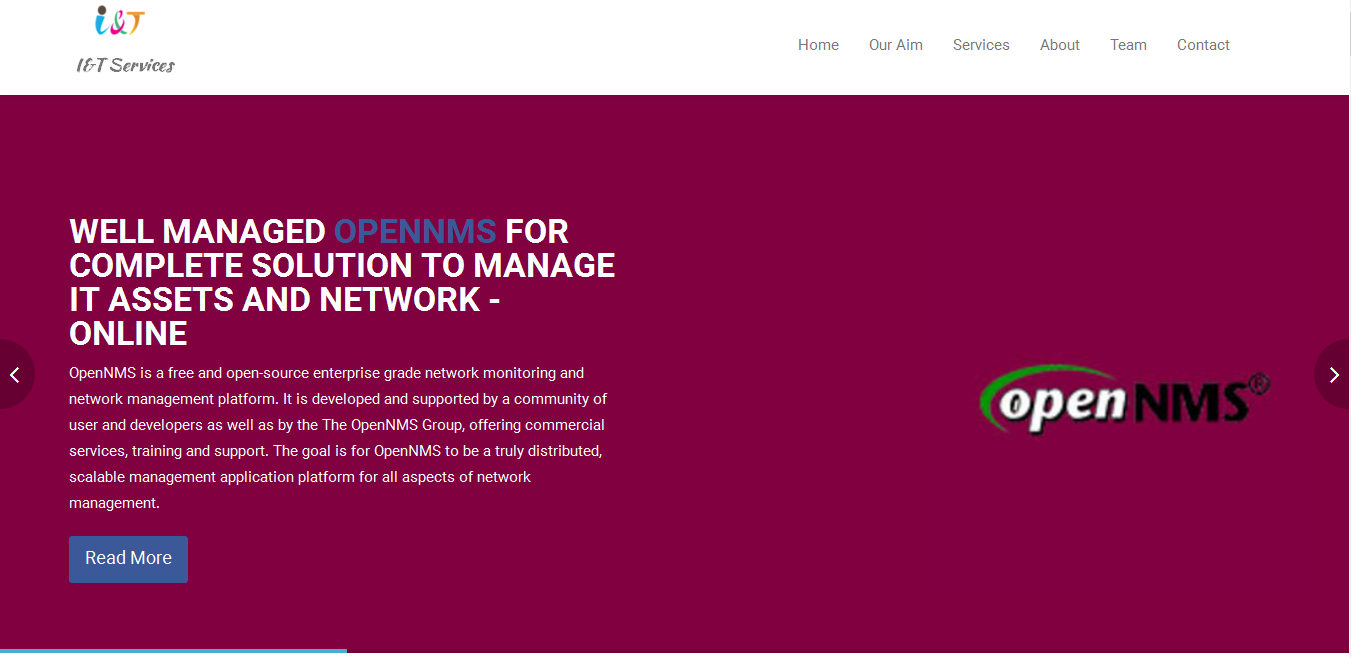 i&T
I&T Services
Home Our Aim Services About Team Contact
WELL MANAGED OPENNMS FOR
COMPLETE SOLUTION TO MANAGE
IT ASSETS AND NETWORK -
ONLINE
OpenNMS is a free and open-source enterprise grade network monitoring and
network management platform. It is developed and supported by a community of
user and developers as well as by the The OpenNMS Group, offering commercial
services, training and support. The goal is for OpenNMS to be a truly distributed,
scalable management application platform for all aspects of network
management.
Read More
openNMS®